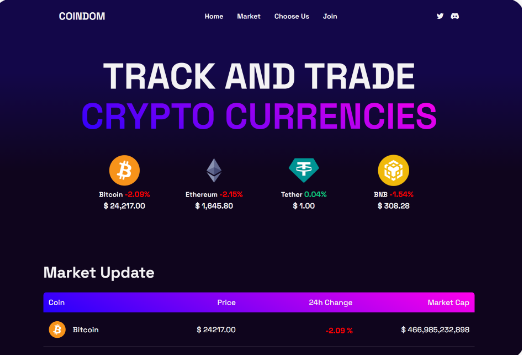 COINDOM Home Market Choose Us Join
TRACK AND TRADE
CRYPTO CURRENCIES
Bitcoin -2.09% Ethereum -2.15% Tether 0.04% BNB -1.54%
$ 24,217.00 $ 1,645.80 $ 1.00 $ 308.28
Market Update
Coin Price 24h Change Market Cap
Bitcoin $ 24217.00 -2.09 % $ 466,985,232,898